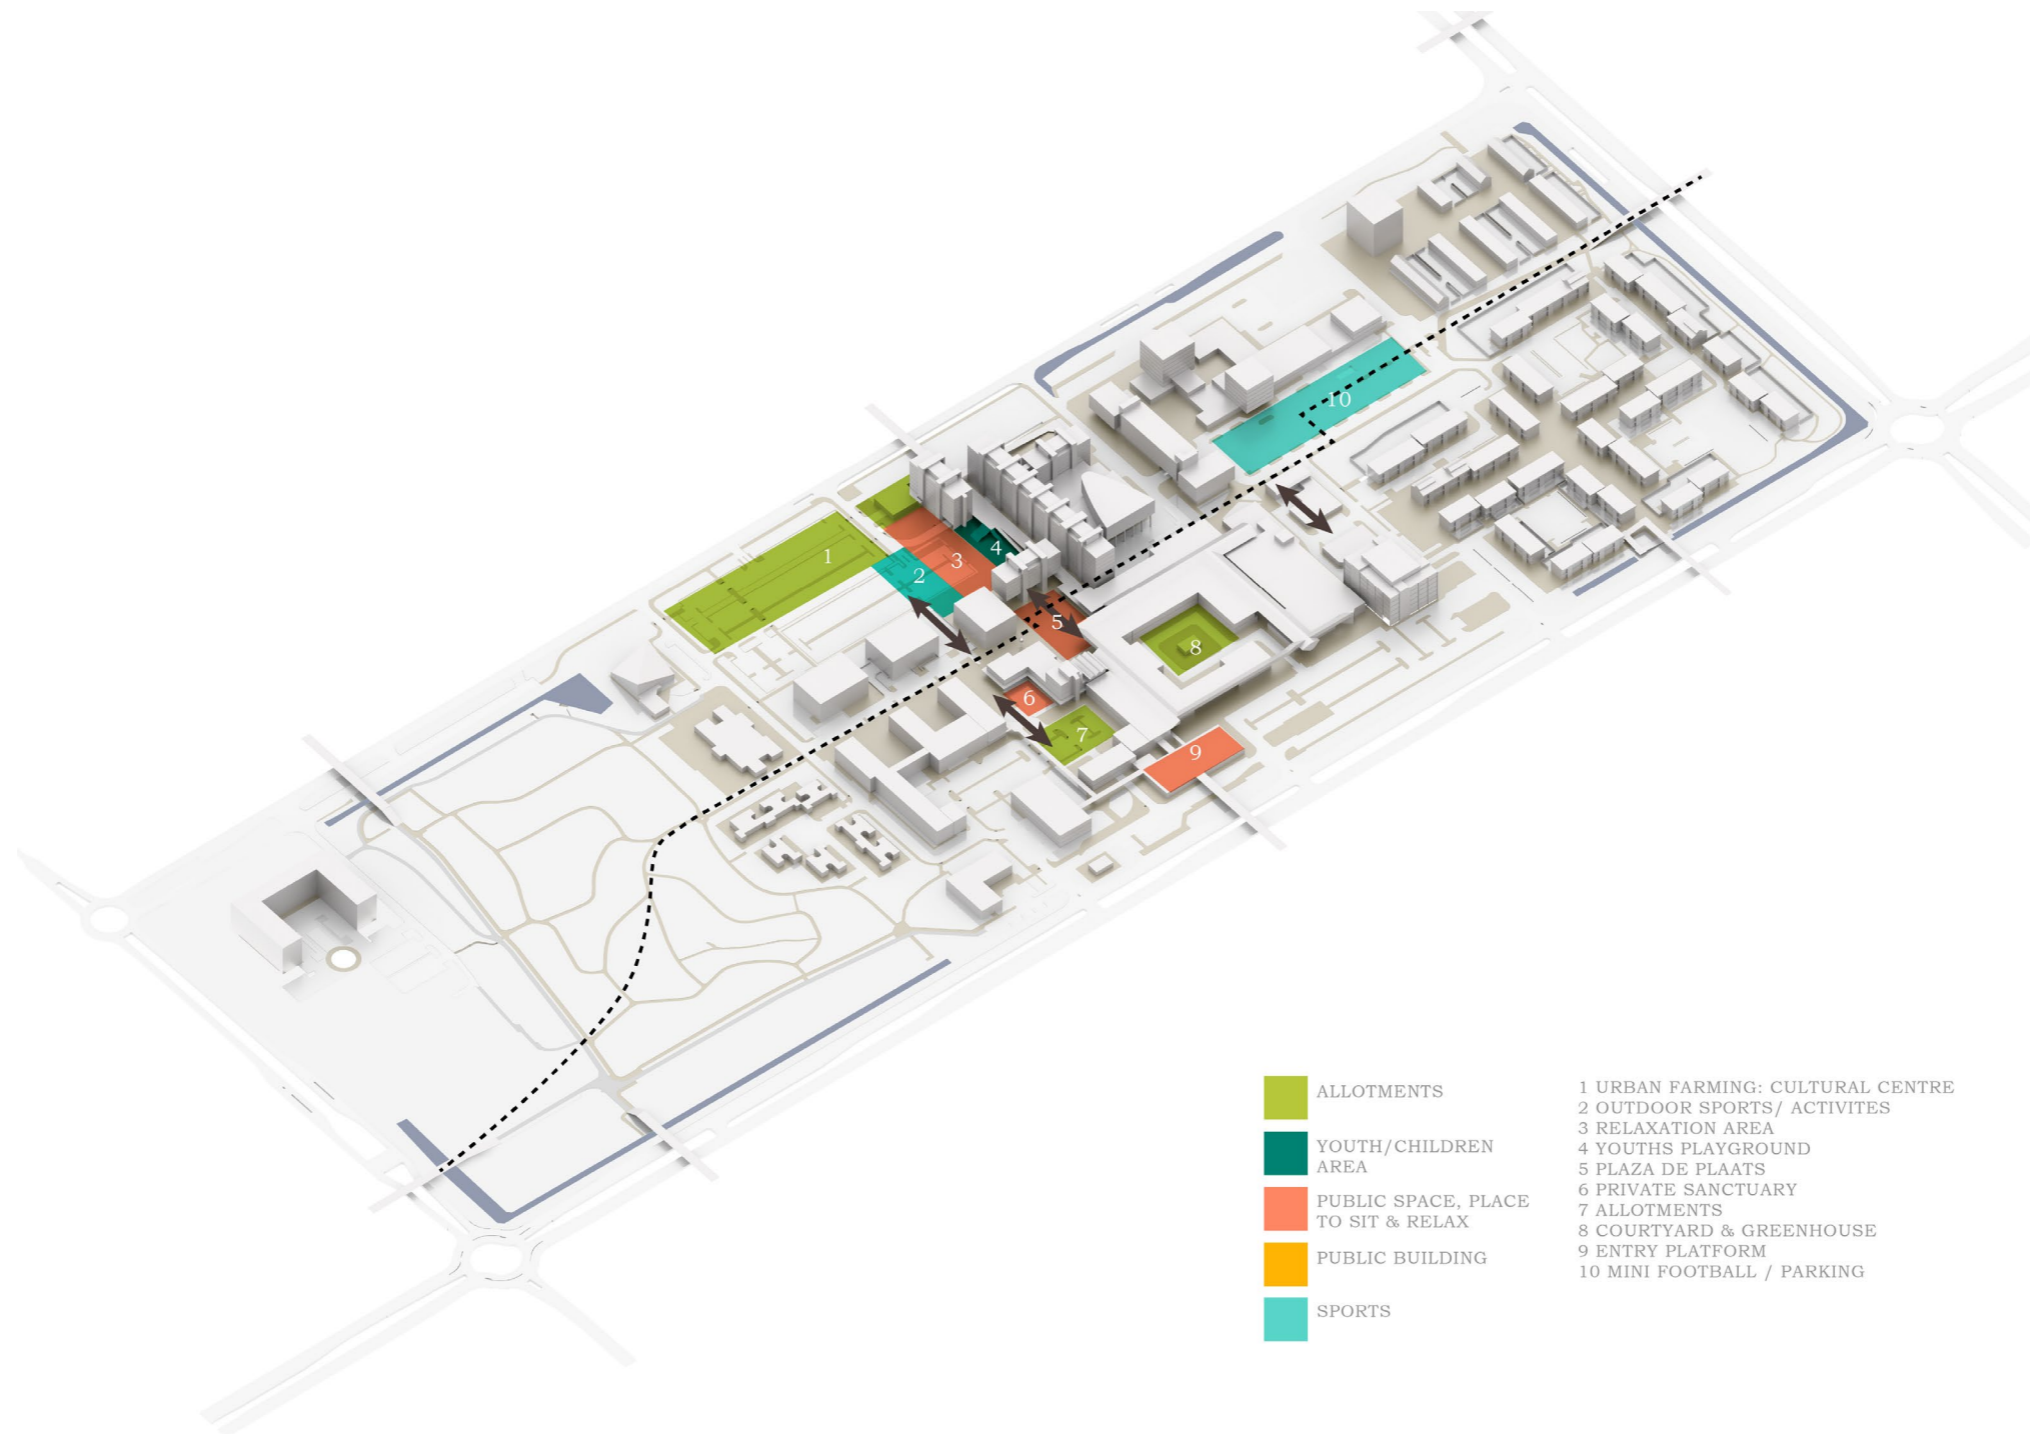 10
4
1
3
2
5
8
6
7
9
ALLOTMENTS
YOUTH/CHILDREN
AREA
PUBLIC SPACE, PLACE
TO SIT & RELAX
PUBLIC BUILDING
SPORTS
1 URBAN FARMING: CULTURAL CENTRE
2 OUTDOOR SPORTS/ ACTIVITES
3 RELAXATION AREA
4 YOUTHS PLAYGROUND
5 PLAZA DE PLAATS
6 PRIVATE SANCTUARY
7 ALLOTMENTS
8 COURTYARD & GREENHOUSE
9 ENTRY PLATFORM
10 MINI FOOTBALL / PARKING